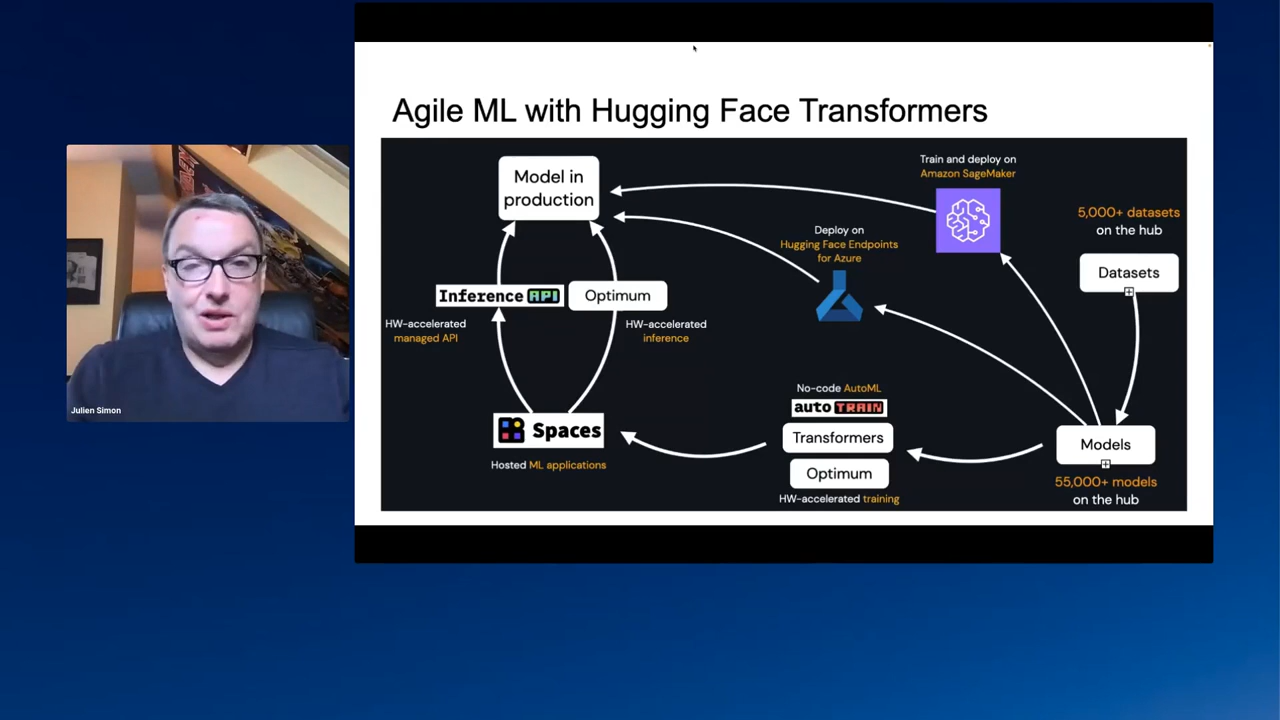 Agile ML with Hugging Face Transformers
Model in
production
Train and deploy on
Amazon SageMaker
5,000+ datasets
on the hub
Deploy on
Hugging Face Endpoints
for Azure
Datasets
Inference API
Optimum
HW-accelerated
managed API
HW-accelerated
inference
No-code AutoML
auto TRAIN
Transformers
Optimum
HW-accelerated training
Spaces
Hosted ML applications
Models
55,000+ models
on the hub
Julien Simon